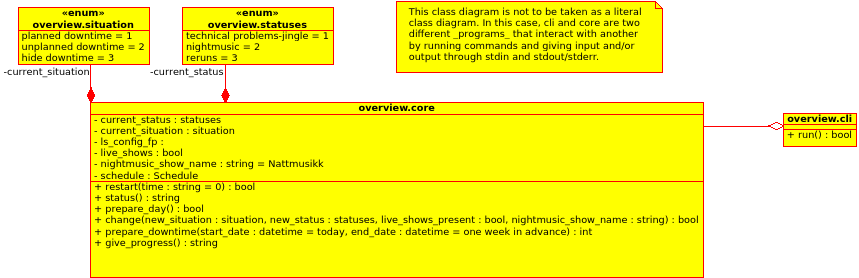 «enum»
overview.situation
planned downtime = 1
unplanned downtime = 2
hide downtime = 3
«enum»
overview.statuses
technical problems-jingle = 1
nightmusic = 2
reruns = 3
This class diagram is not to be taken as a literal
class diagram. In this case, cli and core are two
different _programs_ that interact with another
by running commands and giving input and/or
output through stdin and stdout/stderr.
-current_situation
-current_status
overview.core
- current_status : statuses
- current_situation : situation
- ls_config_fp :
- live_shows : bool
- nightmusic_show_name : string = Nattmusikk
- schedule : Schedule
+ restart(time : string = 0) : bool
+ status() : string
+ prepare_day() : bool
+ change(new_situation : situation, new_status : statuses, live_shows_present : bool, nightmusic_show_name : string) : bool
+ prepare_downtime(start_date : datetime = today, end_date : datetime = one week in advance) : int
+ give_progress() : string
overview.cli
+ run() : bool